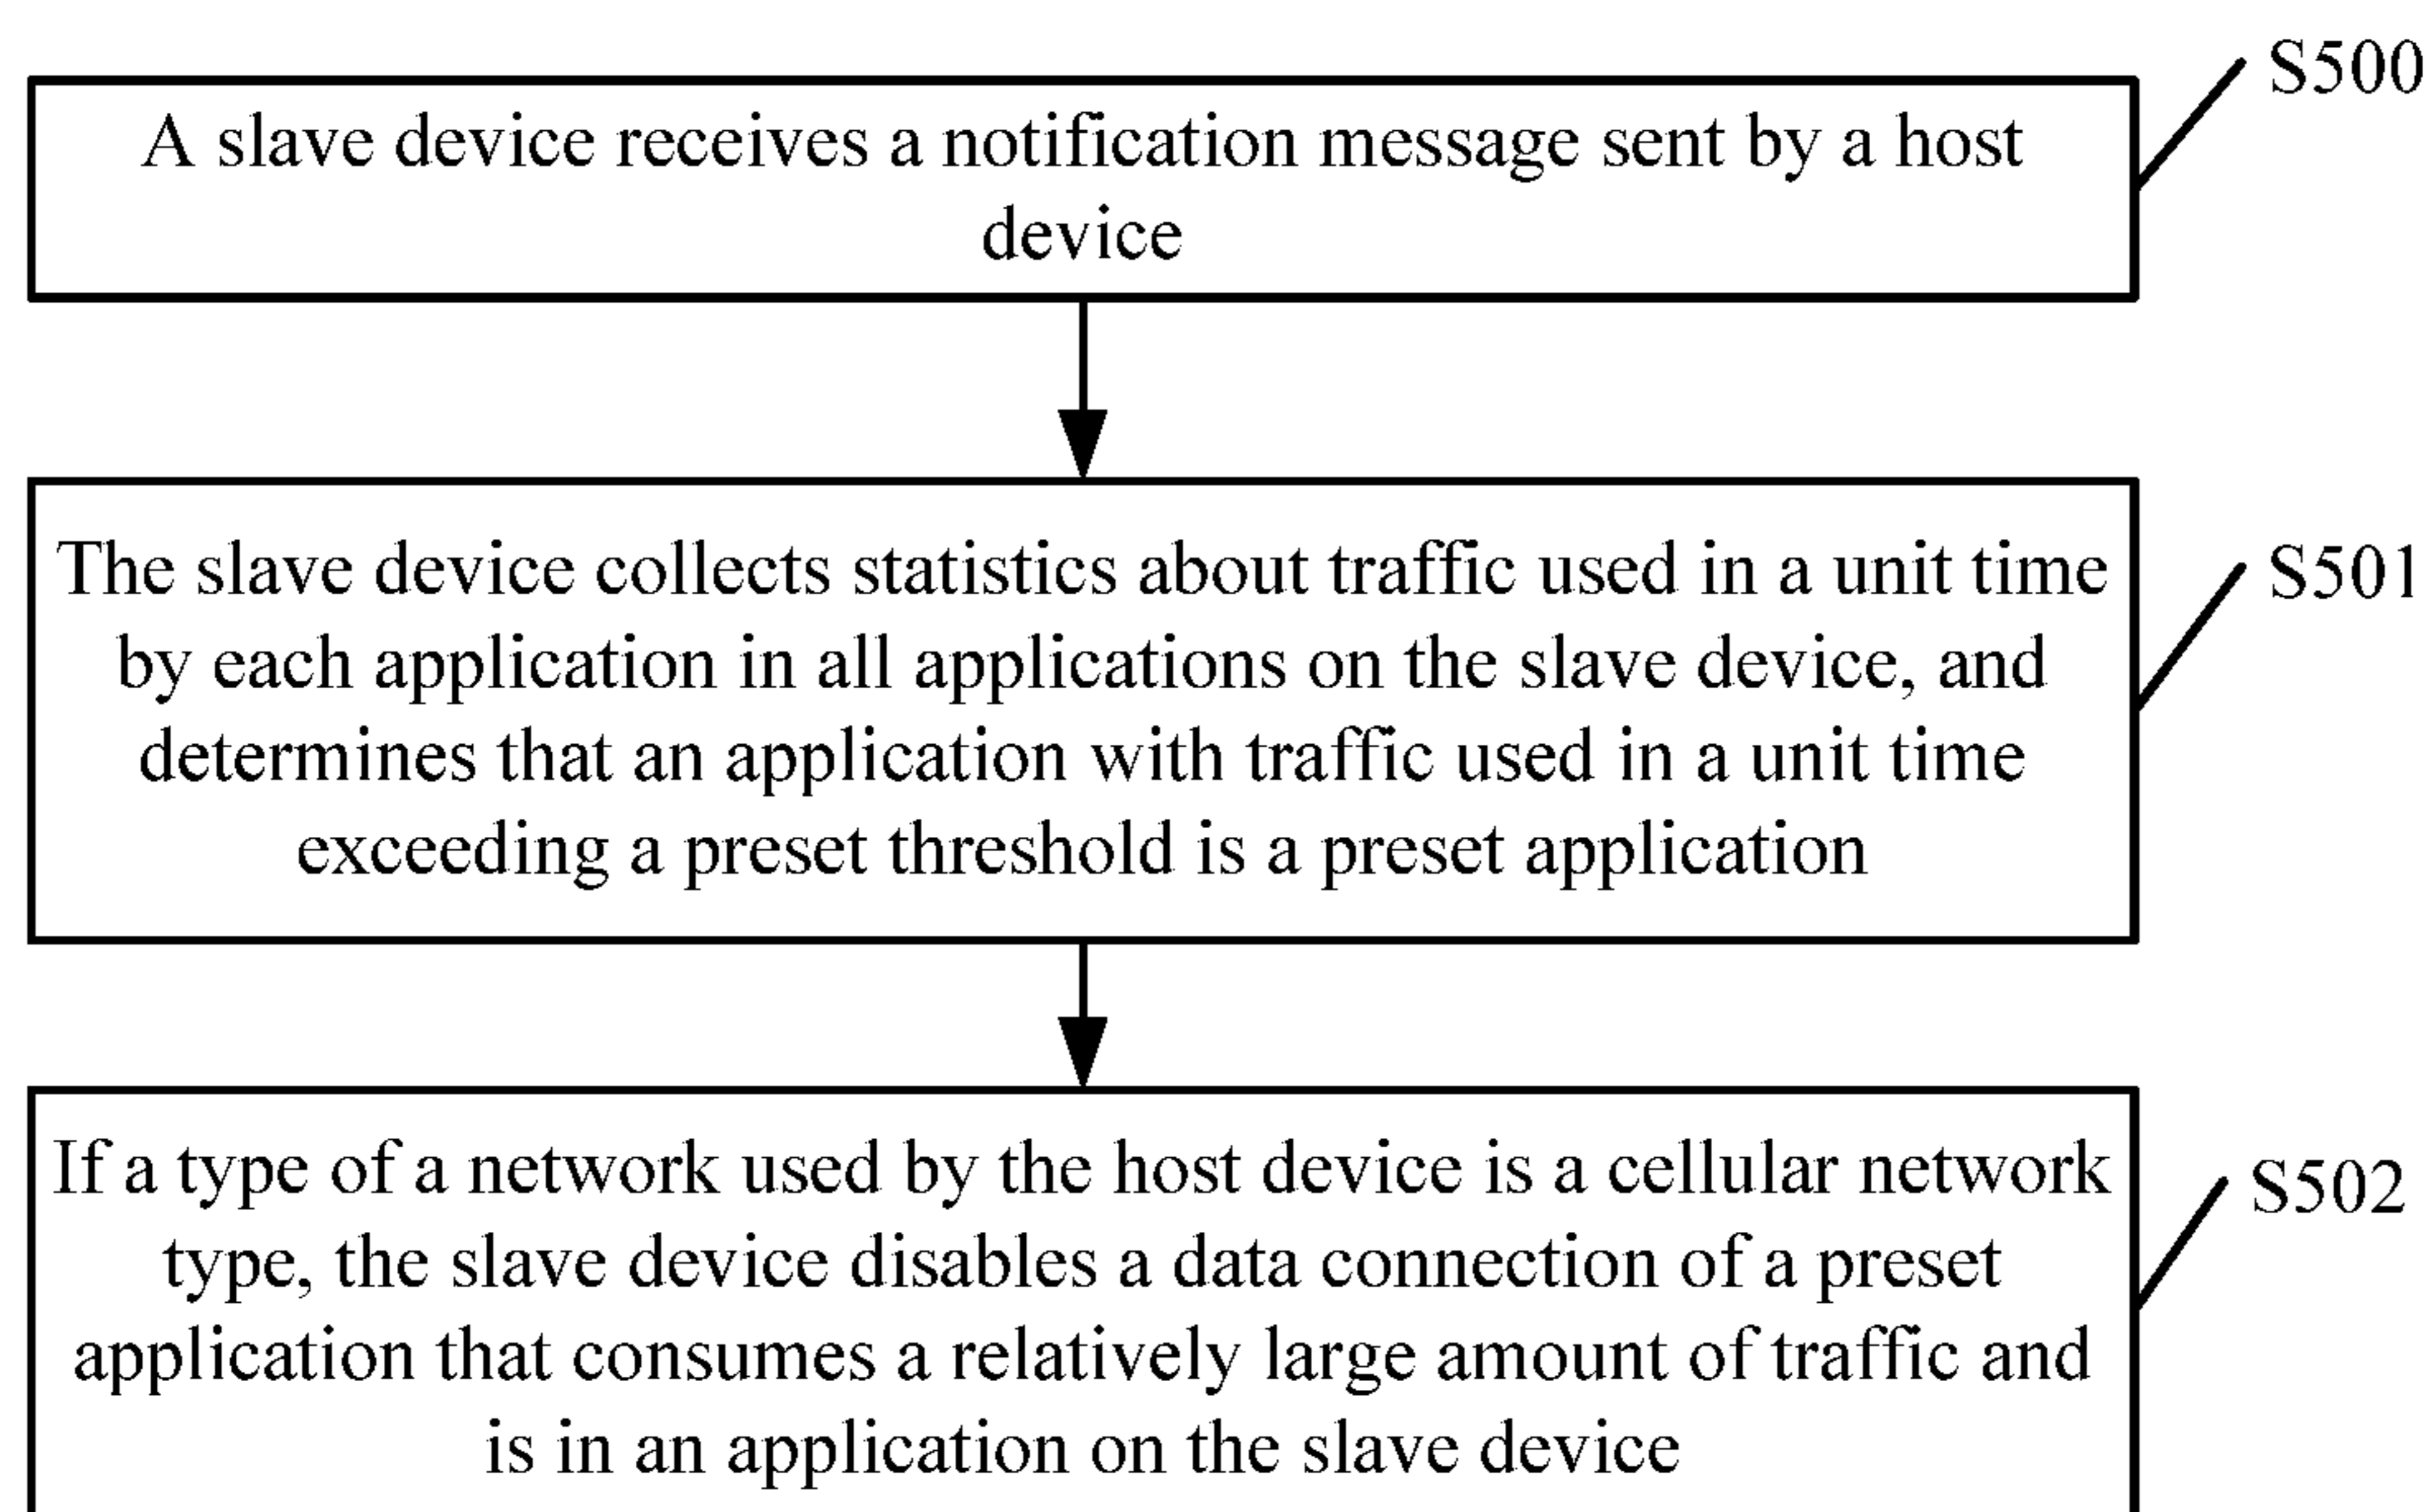 S500
A slave device receives a notification message sent by a host
device
The slave device collects statistics about traffic used in a unit time
S501
by each application in all applications on the slave device, and
determines that an application with traffic used in a unit time
exceeding a preset threshold is a preset application
If a type of a network used by the host device is a cellular network
S502
type, the slave device disables a data connection of a preset
application that consumes a relatively large amount of traffic and
is in an application on the slave device